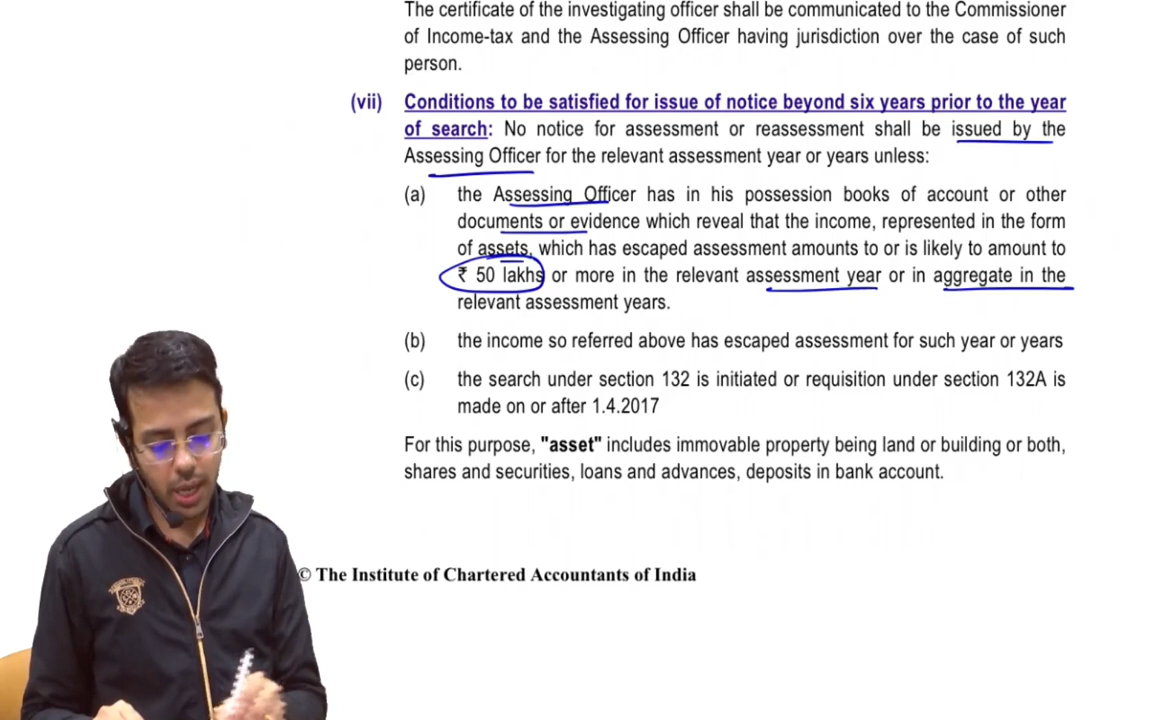 The certificate of the investigating officer shall be communicated to the Commissioner
of Income-tax and the Assessing Officer having jurisdiction over the case of such
person.
(vii) Conditions to be satisfied for issue of notice beyond six years prior to the year
of search: No notice for assessment or reassessment shall be issued by the
Assessing Officer for the relevant assessment year or years unless:
(a) the Assessing Officer has in his possession books of account or other
documents or evidence which reveal that the income, represented in the form
of assets, which has escaped assessment amounts to or is likely to amount to
₹ 50 lakhs or more in the relevant assessment year or in aggregate in the
relevant assessment years.
(b) the income so referred above has escaped assessment for such year or years
(c) the search under section 132 is initiated or requisition under section 132A is
made on or after 1.4.2017
For this purpose, "asset" includes immovable property being land or building or both,
shares and securities, loans and advances, deposits in bank account.
© The Institute of Chartered Accountants of India